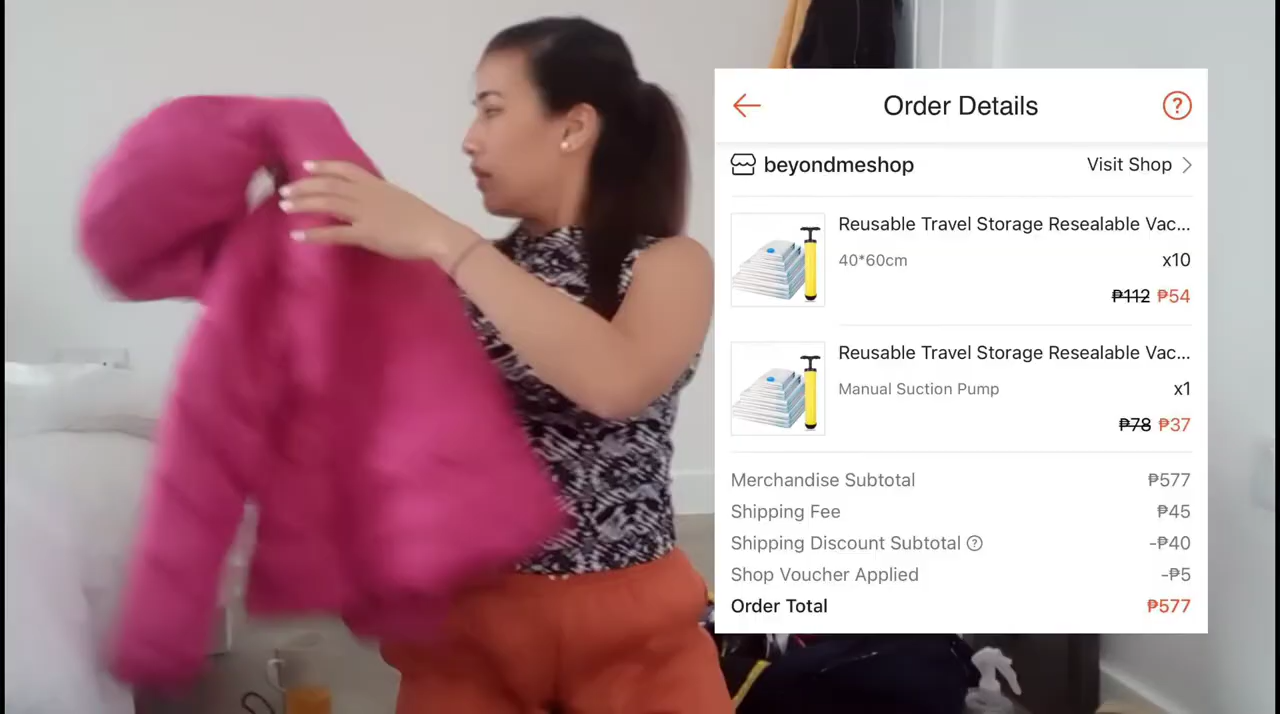 Order Details
beyondmeshop
Visit Shop
Reusable Travel Storage Resealable Vac...
40*60cm
x10
₱112 ₱54
Reusable Travel Storage Resealable Vac...
Manual Suction Pump
x1
₱78 ₱37
Merchandise Subtotal ₱577
Shipping Fee ₱45
Shipping Discount Subtotal ? -₱40
Shop Voucher Applied -₱5
Order Total ₱577